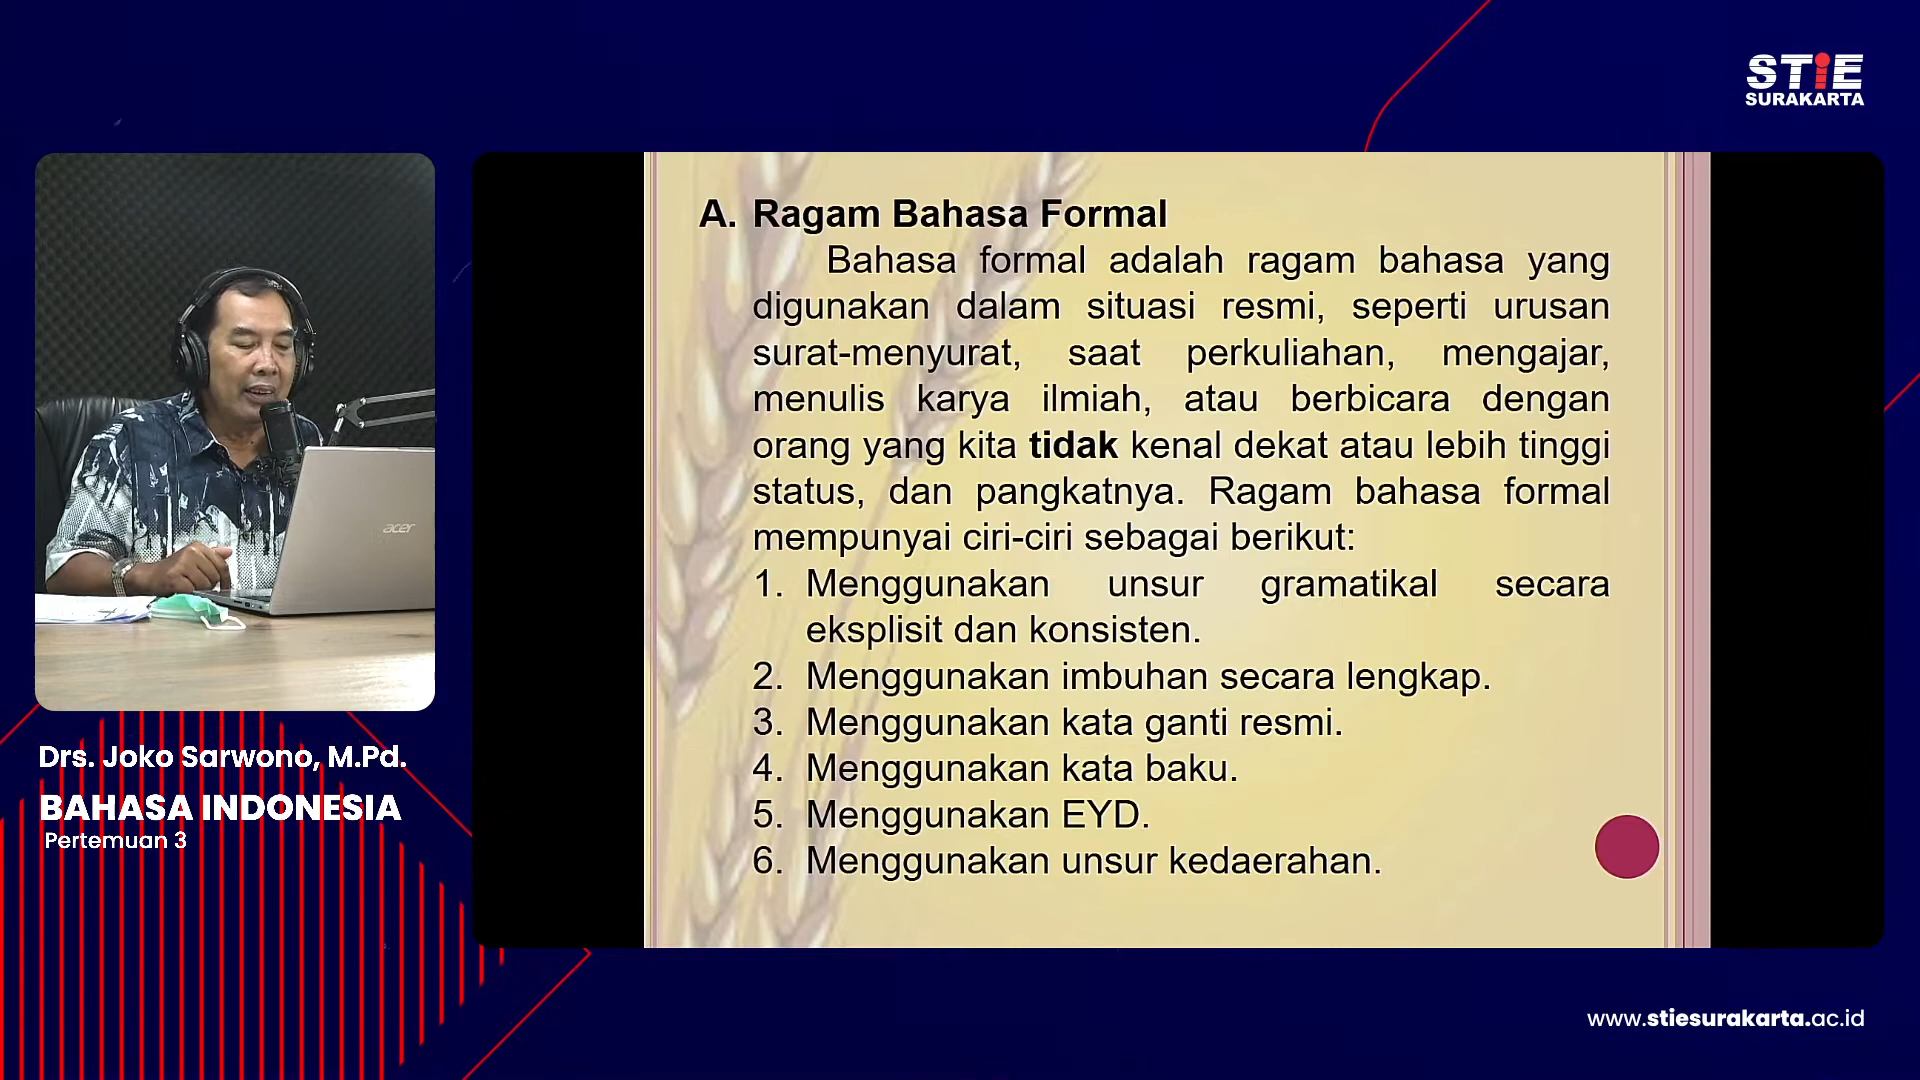 STiE
SURAKARTA
A. Ragam Bahasa Formal
Bahasa formal adalah ragam bahasa yang
digunakan dalam situasi resmi, seperti urusan
surat-menyurat, saat perkuliahan, mengajar,
menulis karya ilmiah, atau berbicara dengan
orang yang kita tidak kenal dekat atau lebih tinggi
status, dan pangkatnya. Ragam bahasa formal
mempunyai ciri-ciri sebagai berikut:
1. Menggunakan unsur gramatikal secara
eksplisit dan konsisten.
2. Menggunakan imbuhan secara lengkap.
3. Menggunakan kata ganti resmi.
4. Menggunakan kata baku.
5. Menggunakan EYD.
6. Menggunakan unsur kedaerahan.
acer
Drs. Joko Sarwono, M.Pd.
BAHASA INDONESIA
Pertemuan 3
www.stiesurakarta.ac.id